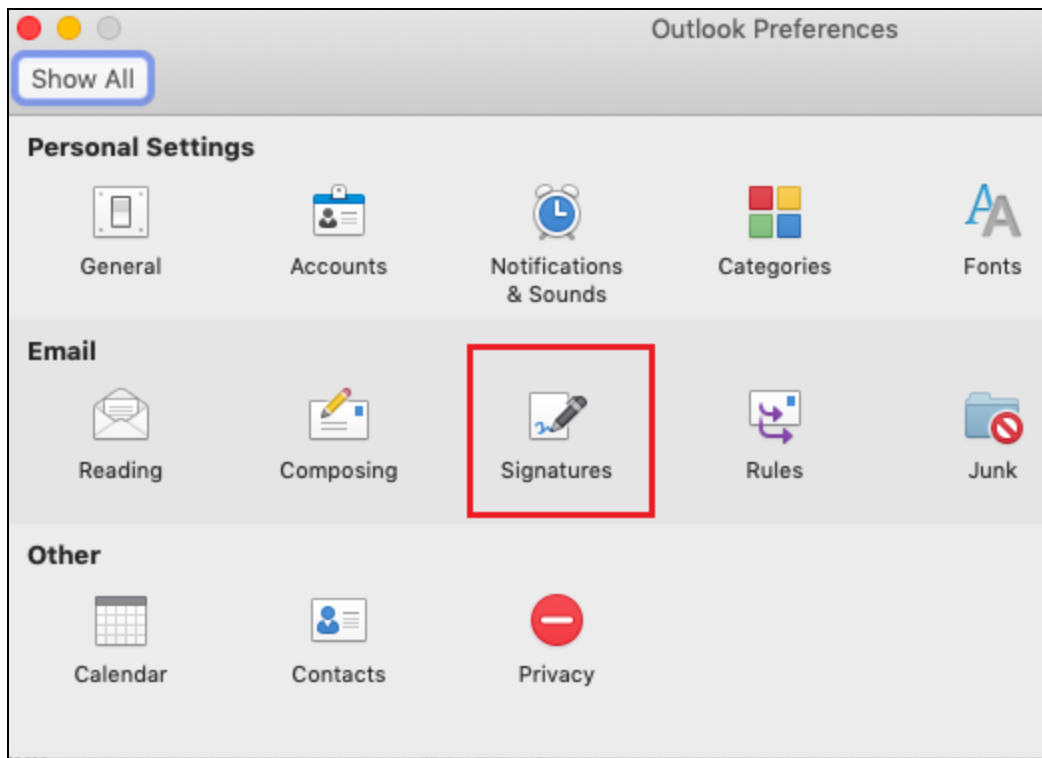 Outlook Preferences
Show All
Personal Settings
General
Accounts
Notifications
& Sounds
Categories
Fonts
Email
Reading
Composing
Signatures
Rules
Junk
Other
Calendar
Contacts
Privacy